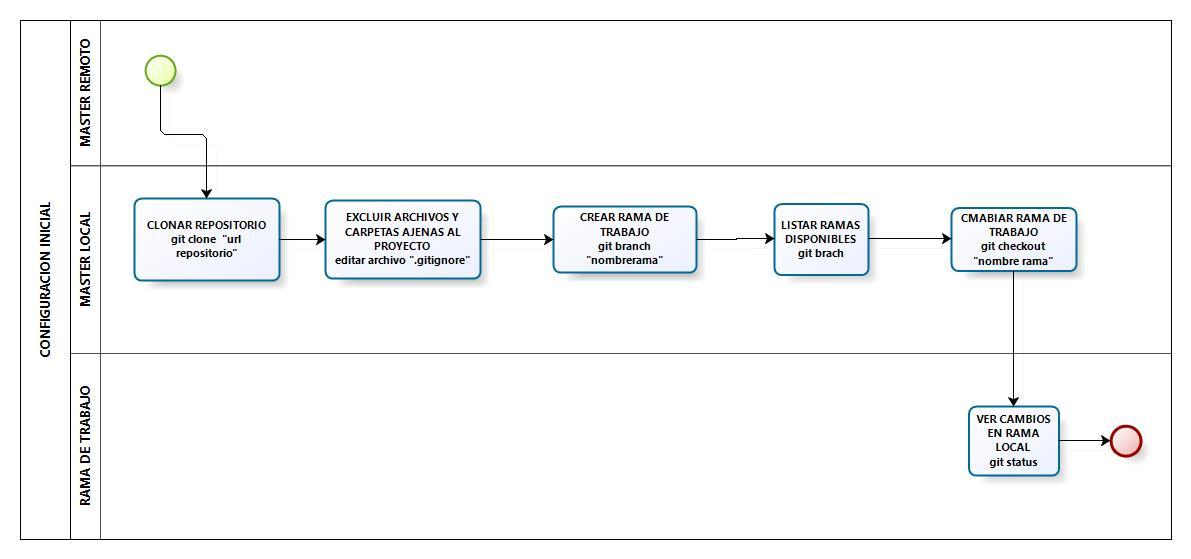 CONFIGURACION INICIAL
MASTER REMOTO
MASTER LOCAL
CLONAR REPOSITORIO
git clone "url
repositorio"
EXCLUIR ARCHIVOS Y
CARPETAS AJENAS AL
PROYECTO
editar archivo ".gitignore"
CREAR RAMA DE
TRABAJO
git branch
"nombrerama"
LISTAR RAMAS
DISPONIBLES
git brach
CMABIAR RAMA DE
TRABAJO
git checkout
"nombre rama"
RAMA DE TRABAJO
VER CAMBIOS
EN RAMA
LOCAL
git status